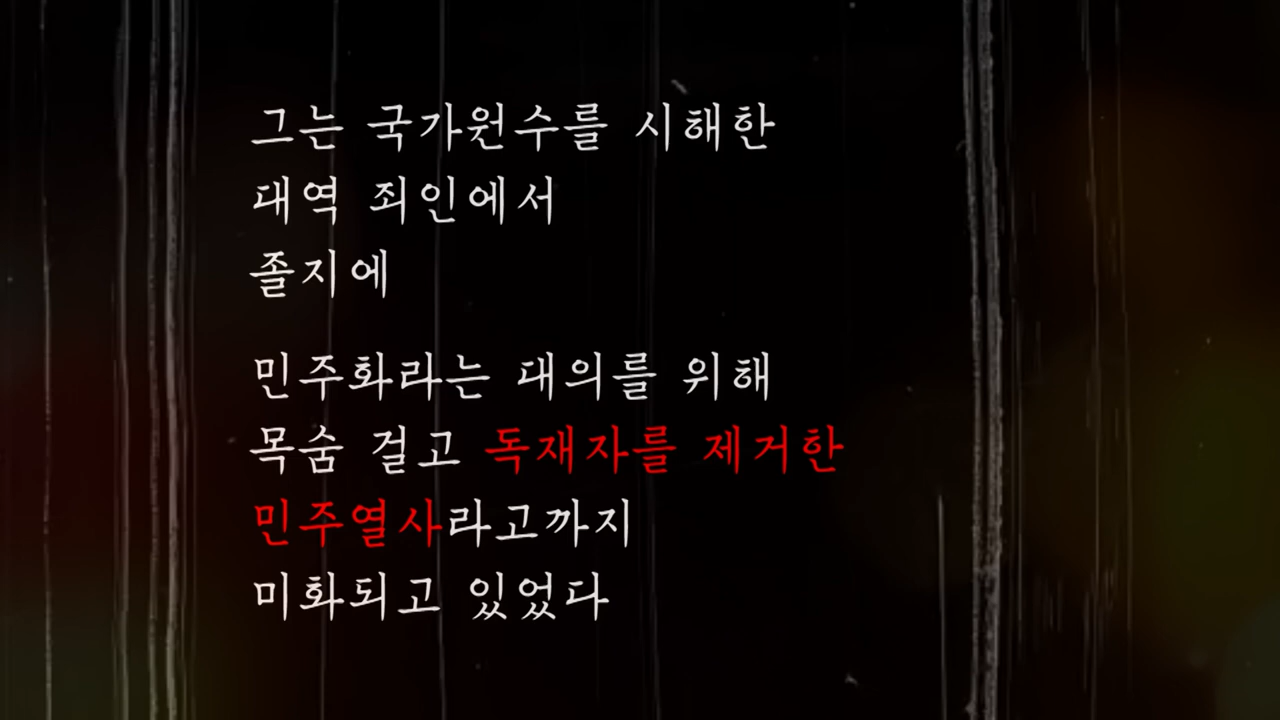 그는 국가원수를 시해한
대역 죄인에서
졸지에
민주화라는 대의를 위해
목숨 걸고 독재자를 제거한
민주열사라고까지
미화되고 있었다